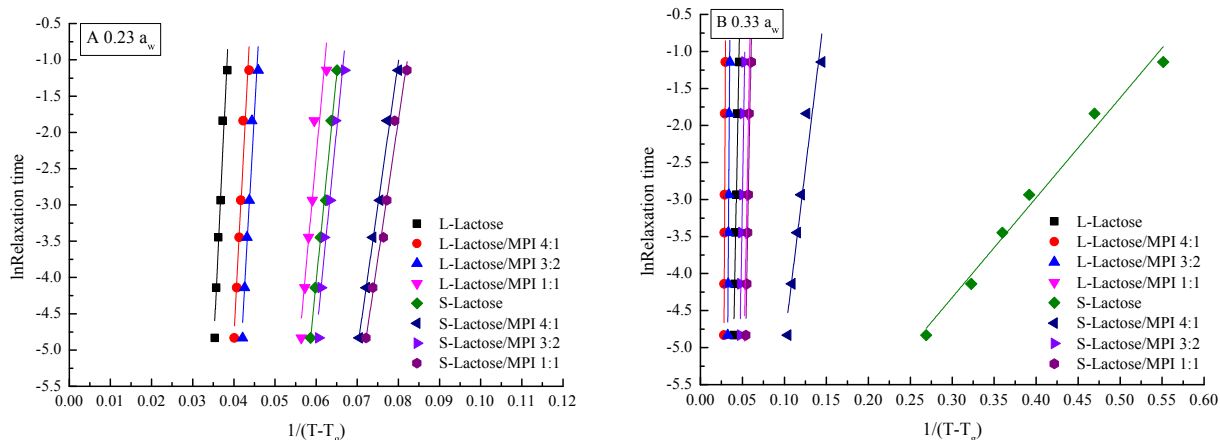 A 0.23 a_w
lnRelaxation time
-0.5
-1.0
-1.5
-2.0
-2.5
-3.0
-3.5
-4.0
-4.5
-5.0
-5.5
L-Lactose
L-Lactose/MPI 4:1
L-Lactose/MPI 3:2
L-Lactose/MPI 1:1
S-Lactose
S-Lactose/MPI 4:1
S-Lactose/MPI 3:2
S-Lactose/MPI 1:1
0.00 0.01 0.02 0.03 0.04 0.05 0.06 0.07 0.08 0.09 0.10 0.11 0.12
1/(T-T_g)
B 0.33 a_w
lnRelaxation time
-0.5
-1.0
-1.5
-2.0
-2.5
-3.0
-3.5
-4.0
-4.5
-5.0
-5.5
L-Lactose
L-Lactose/MPI 4:1
L-Lactose/MPI 3:2
L-Lactose/MPI 1:1
S-Lactose
S-Lactose/MPI 4:1
S-Lactose/MPI 3:2
S-Lactose/MPI 1:1
0.00 0.05 0.10 0.15 0.20 0.25 0.30 0.35 0.40 0.45 0.50 0.55 0.60
1/(T-T_g)